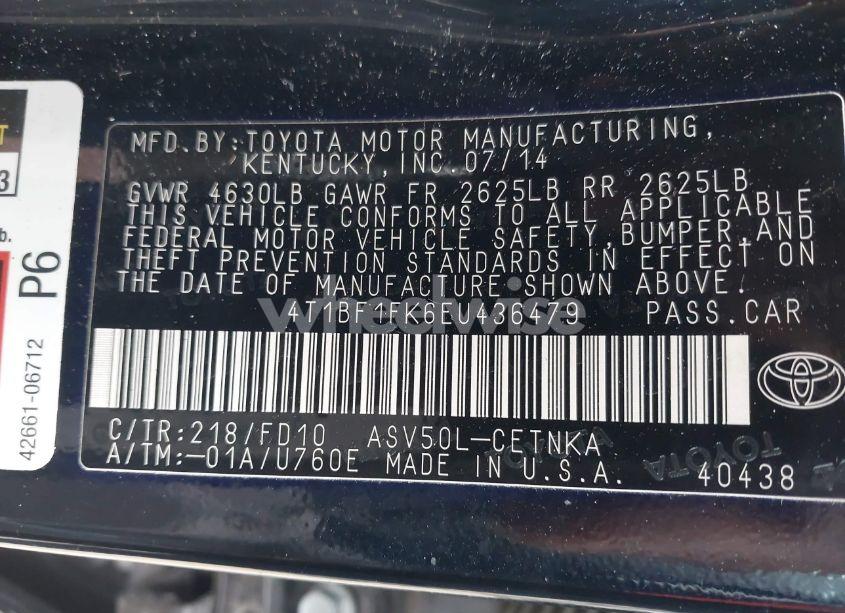 MFD. BY: TOYOTA MOTOR MANUFACTURING,
KENTUCKY, INC. 07/14
GVWR 4630LB GAWR FR 2625LB RR 2625LB
THIS VEHICLE CONFORMS TO ALL APPLICABLE
FEDERAL MOTOR VEHICLE SAFETY, BUMPER, AND
THEFT PREVENTION STANDARDS IN EFFECT ON
THE DATE OF MANUFACTURE SHOWN ABOVE.
4T1BF1FK6EU436479 PASS. CAR
wheelwise
C/TR: 218/FD10 ASV50L-CETNKA
A/TM: -01A/U760E MADE IN U.S.A. 40438
TOYOTA
P6
42661-06712
3
b.
T